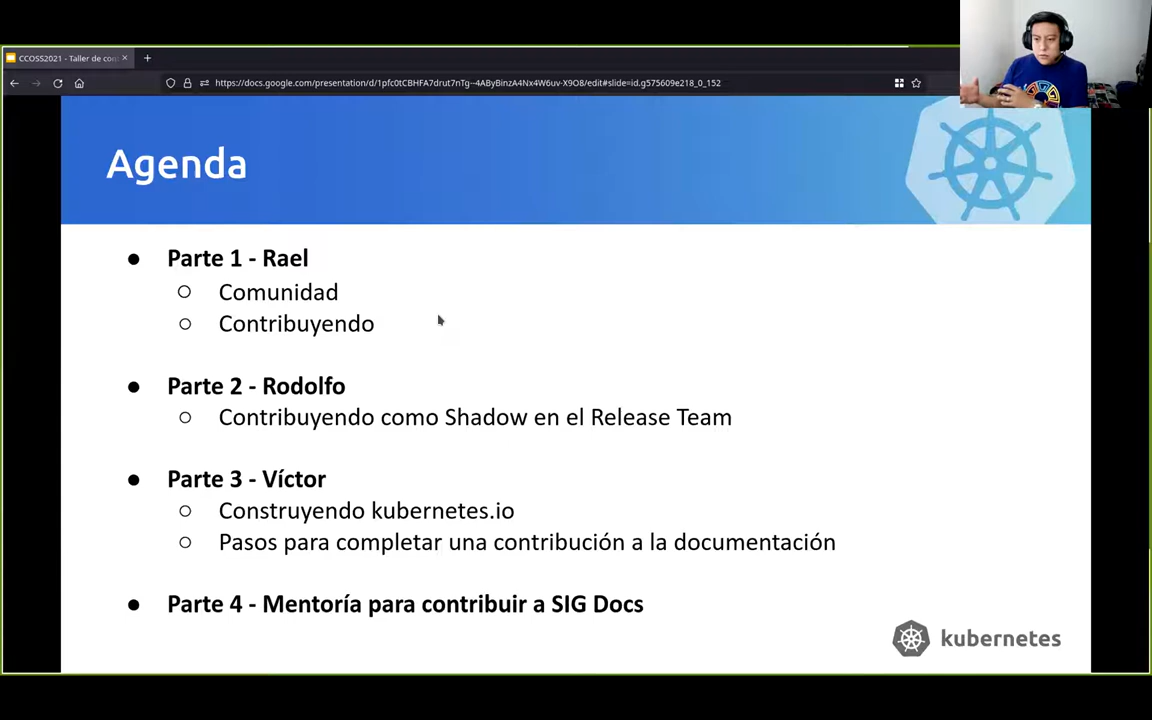 CCOSS2021 - Taller de con
https://docs.google.com/presentation/d/1pfc0tCBHFA7drut7nTg--4AByBinzA4Nx4W6uv-X9O8/edit#slide=id.g575609e218_0_152
Agenda
● Parte 1 - Rael
○ Comunidad
○ Contribuyendo
● Parte 2 - Rodolfo
○ Contribuyendo como Shadow en el Release Team
● Parte 3 - Víctor
○ Construyendo kubernetes.io
○ Pasos para completar una contribución a la documentación
● Parte 4 - Mentoría para contribuir a SIG Docs
kubernetes